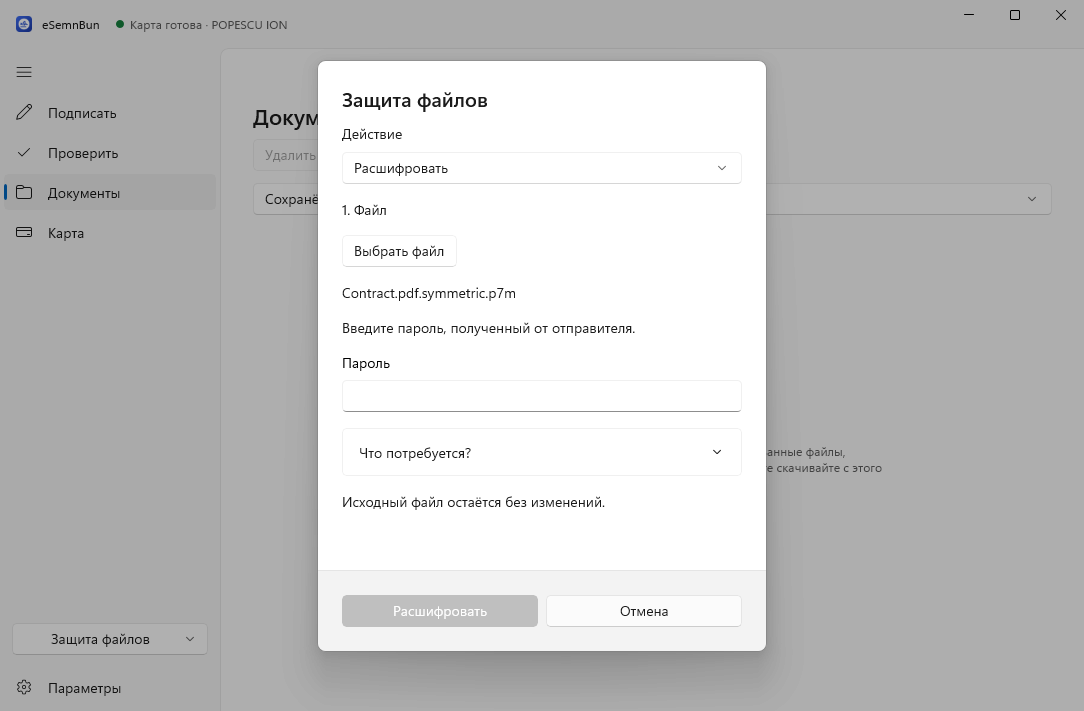 eSemnBun
Карта готова · POPESCU ION
Подписать
Проверить
Документы
Карта
Защита файлов
Параметры
Докум
Удалить
Сохранё
анные файлы,
е скачивайте с этого
Защита файлов
Действие
Расшифровать
1. Файл
Выбрать файл
Contract.pdf.symmetric.p7m
Введите пароль, полученный от отправителя.
Пароль
Что потребуется?
Исходный файл остаётся без изменений.
Расшифровать
Отмена